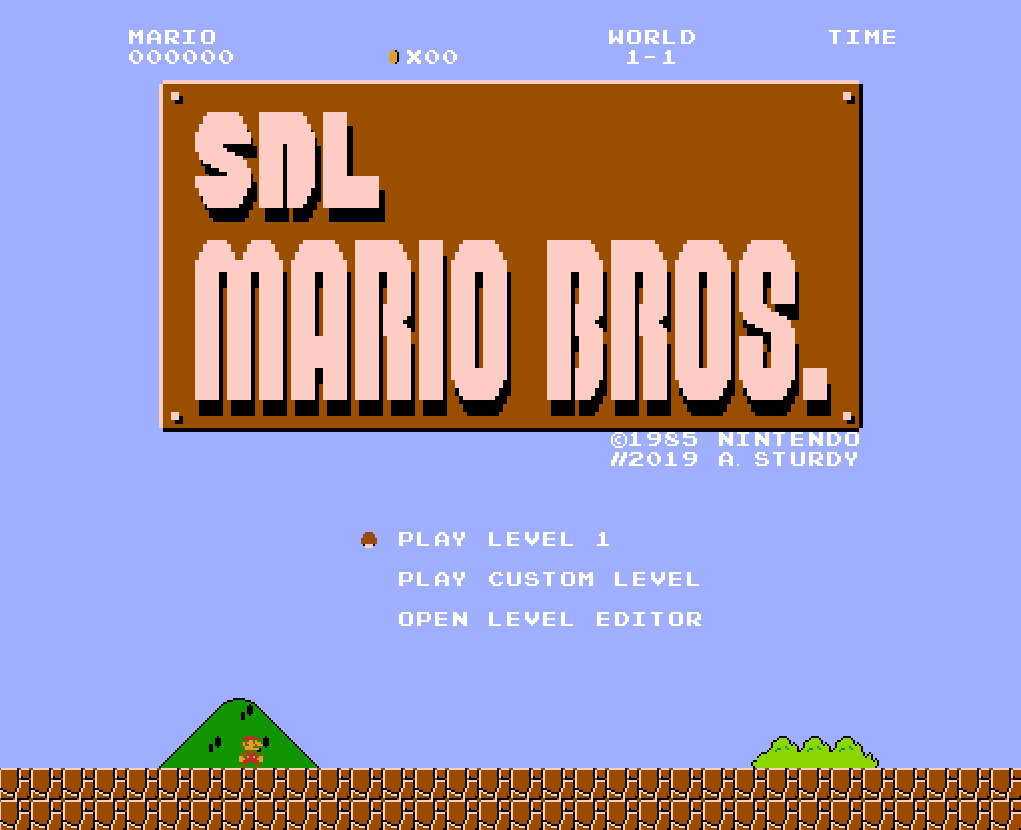 MARIO WORLD TIME
000000 X00 1-1
SDL
MARIO BROS.
©1985 NINTENDO
//2019 A. STURDY
PLAY LEVEL 1
PLAY CUSTOM LEVEL
OPEN LEVEL EDITOR